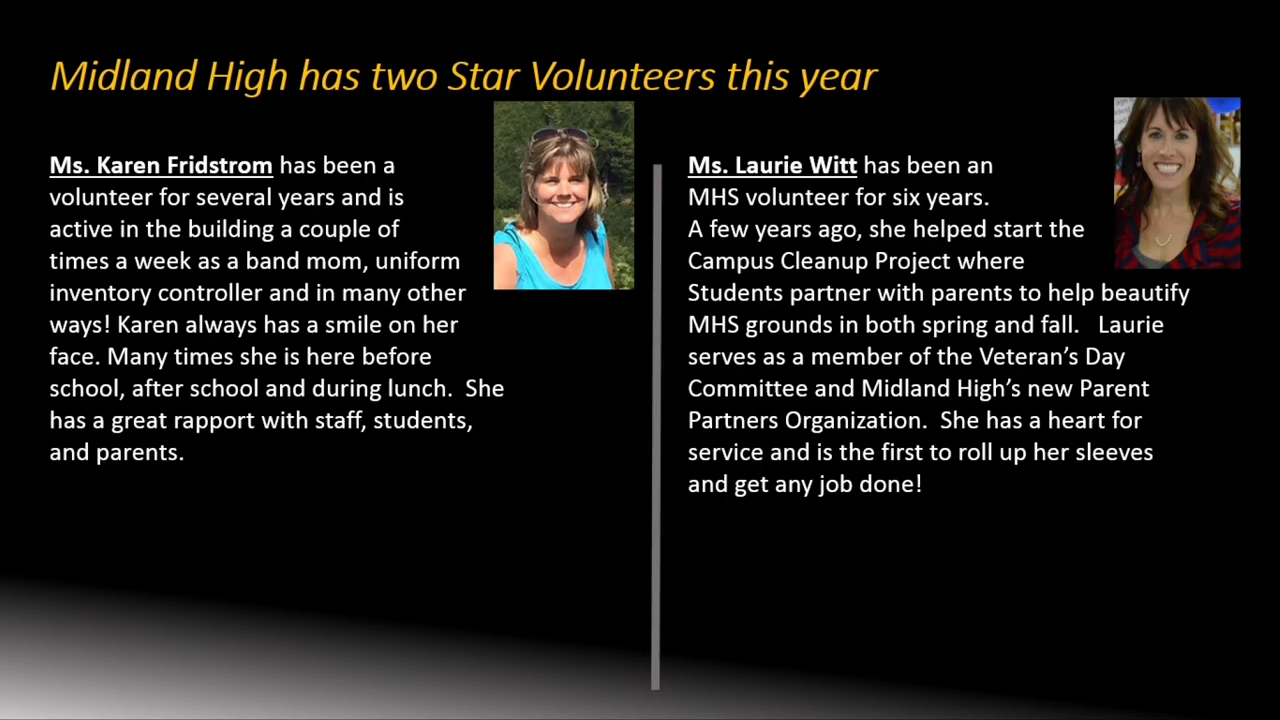 Midland High has two Star Volunteers this year
Ms. Karen Fridstrom has been a
volunteer for several years and is
active in the building a couple of
times a week as a band mom, uniform
inventory controller and in many other
ways! Karen always has a smile on her
face. Many times she is here before
school, after school and during lunch.  She
has a great rapport with staff, students,
and parents.
Ms. Laurie Witt has been an
MHS volunteer for six years.
A few years ago, she helped start the
Campus Cleanup Project where
Students partner with parents to help beautify
MHS grounds in both spring and fall.   Laurie
serves as a member of the Veteran’s Day
Committee and Midland High’s new Parent
Partners Organization.  She has a heart for
service and is the first to roll up her sleeves
and get any job done!